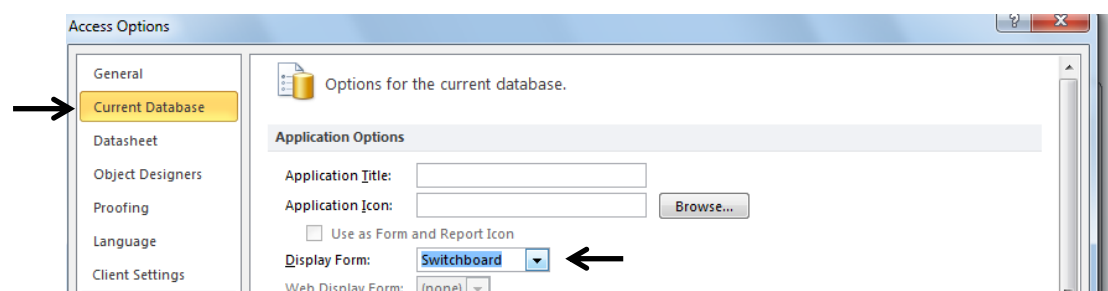 Access Options
General
Current Database
Datasheet
Object Designers
Proofing
Language
Client Settings
Options for the current database.
Application Options
Application Title:
Application Icon: Browse...
Use as Form and Report Icon
Display Form: Switchboard
Web Display Form: (none)